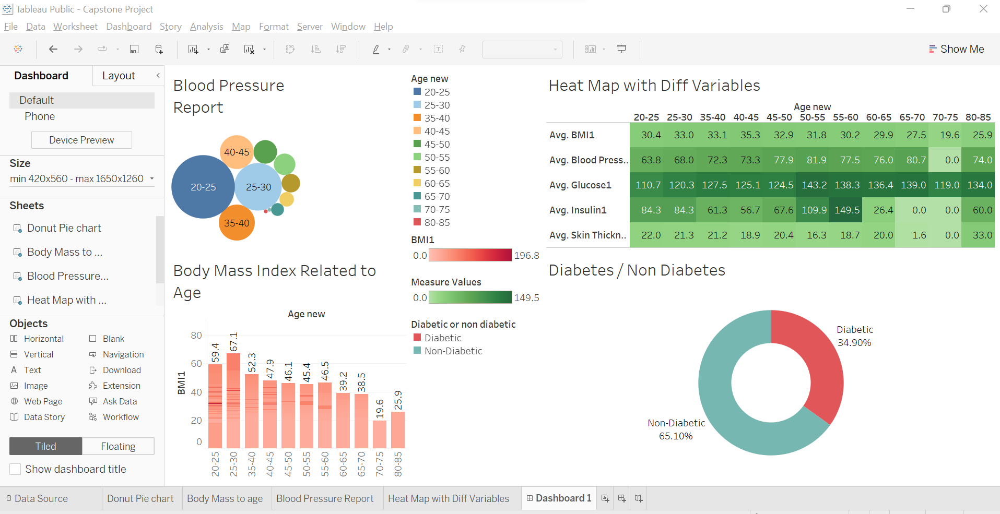 Tableau Public - Capstone Project
File Data Worksheet Dashboard Story Analysis Map Format Server Window Help
Show Me
Dashboard
Layout
Default
Phone
Device Preview
Size
min 420x560 - max 1650x1260
Sheets
Donut Pie chart
Body Mass to ...
Blood Pressure...
Heat Map with ...
Objects
Horizontal
Blank
Vertical
Navigation
A Text
Download
Image
Extension
Web Page
Ask Data
Data Story
Workflow
Tiled
Floating
Show dashboard title
Blood Pressure
Report
40-45
20-25
25-30
35-40
Age new
20-25
25-30
35-40
40-45
45-50
50-55
55-60
60-65
65-70
70-75
80-85
BMI1
0.0 196.8
Measure Values
0.0 149.5
Diabetic or non diabetic
Diabetic
Non-Diabetic
Heat Map with Diff Variables
Age new
20-25 25-30 35-40 40-45 45-50 50-55 55-60 60-65 65-70 70-75 80-85
Avg. BMI1 30.4 33.0 33.1 35.3 32.9 31.8 30.2 29.9 27.5 19.6 25.9
Avg. Blood Press.. 63.8 68.0 72.3 73.3 77.9 81.9 77.5 76.0 80.7 0.0 74.0
Avg. Glucose1 110.7 120.3 127.5 125.1 124.5 143.2 138.3 136.4 139.0 119.0 134.0
Avg. Insulin1 84.3 84.3 61.3 56.7 67.6 109.9 149.5 26.4 0.0 0.0 60.0
Avg. Skin Thickn.. 22.0 21.3 21.2 18.9 20.4 16.3 18.7 20.0 1.6 0.0 33.0
Body Mass Index Related to
Age
Age new
BMI1
80
60
40
20
0
59.4 67.1 52.3 47.9 46.1 45.4 46.5 39.2 38.5 19.6 25.9
20-25 25-30 35-40 40-45 45-50 50-55 55-60 60-65 65-70 70-75 80-85
Diabetes / Non Diabetes
Diabetic
34.90%
Non-Diabetic
65.10%
Data Source Donut Pie chart Body Mass to age Blood Pressure Report Heat Map with Diff Variables Dashboard 1